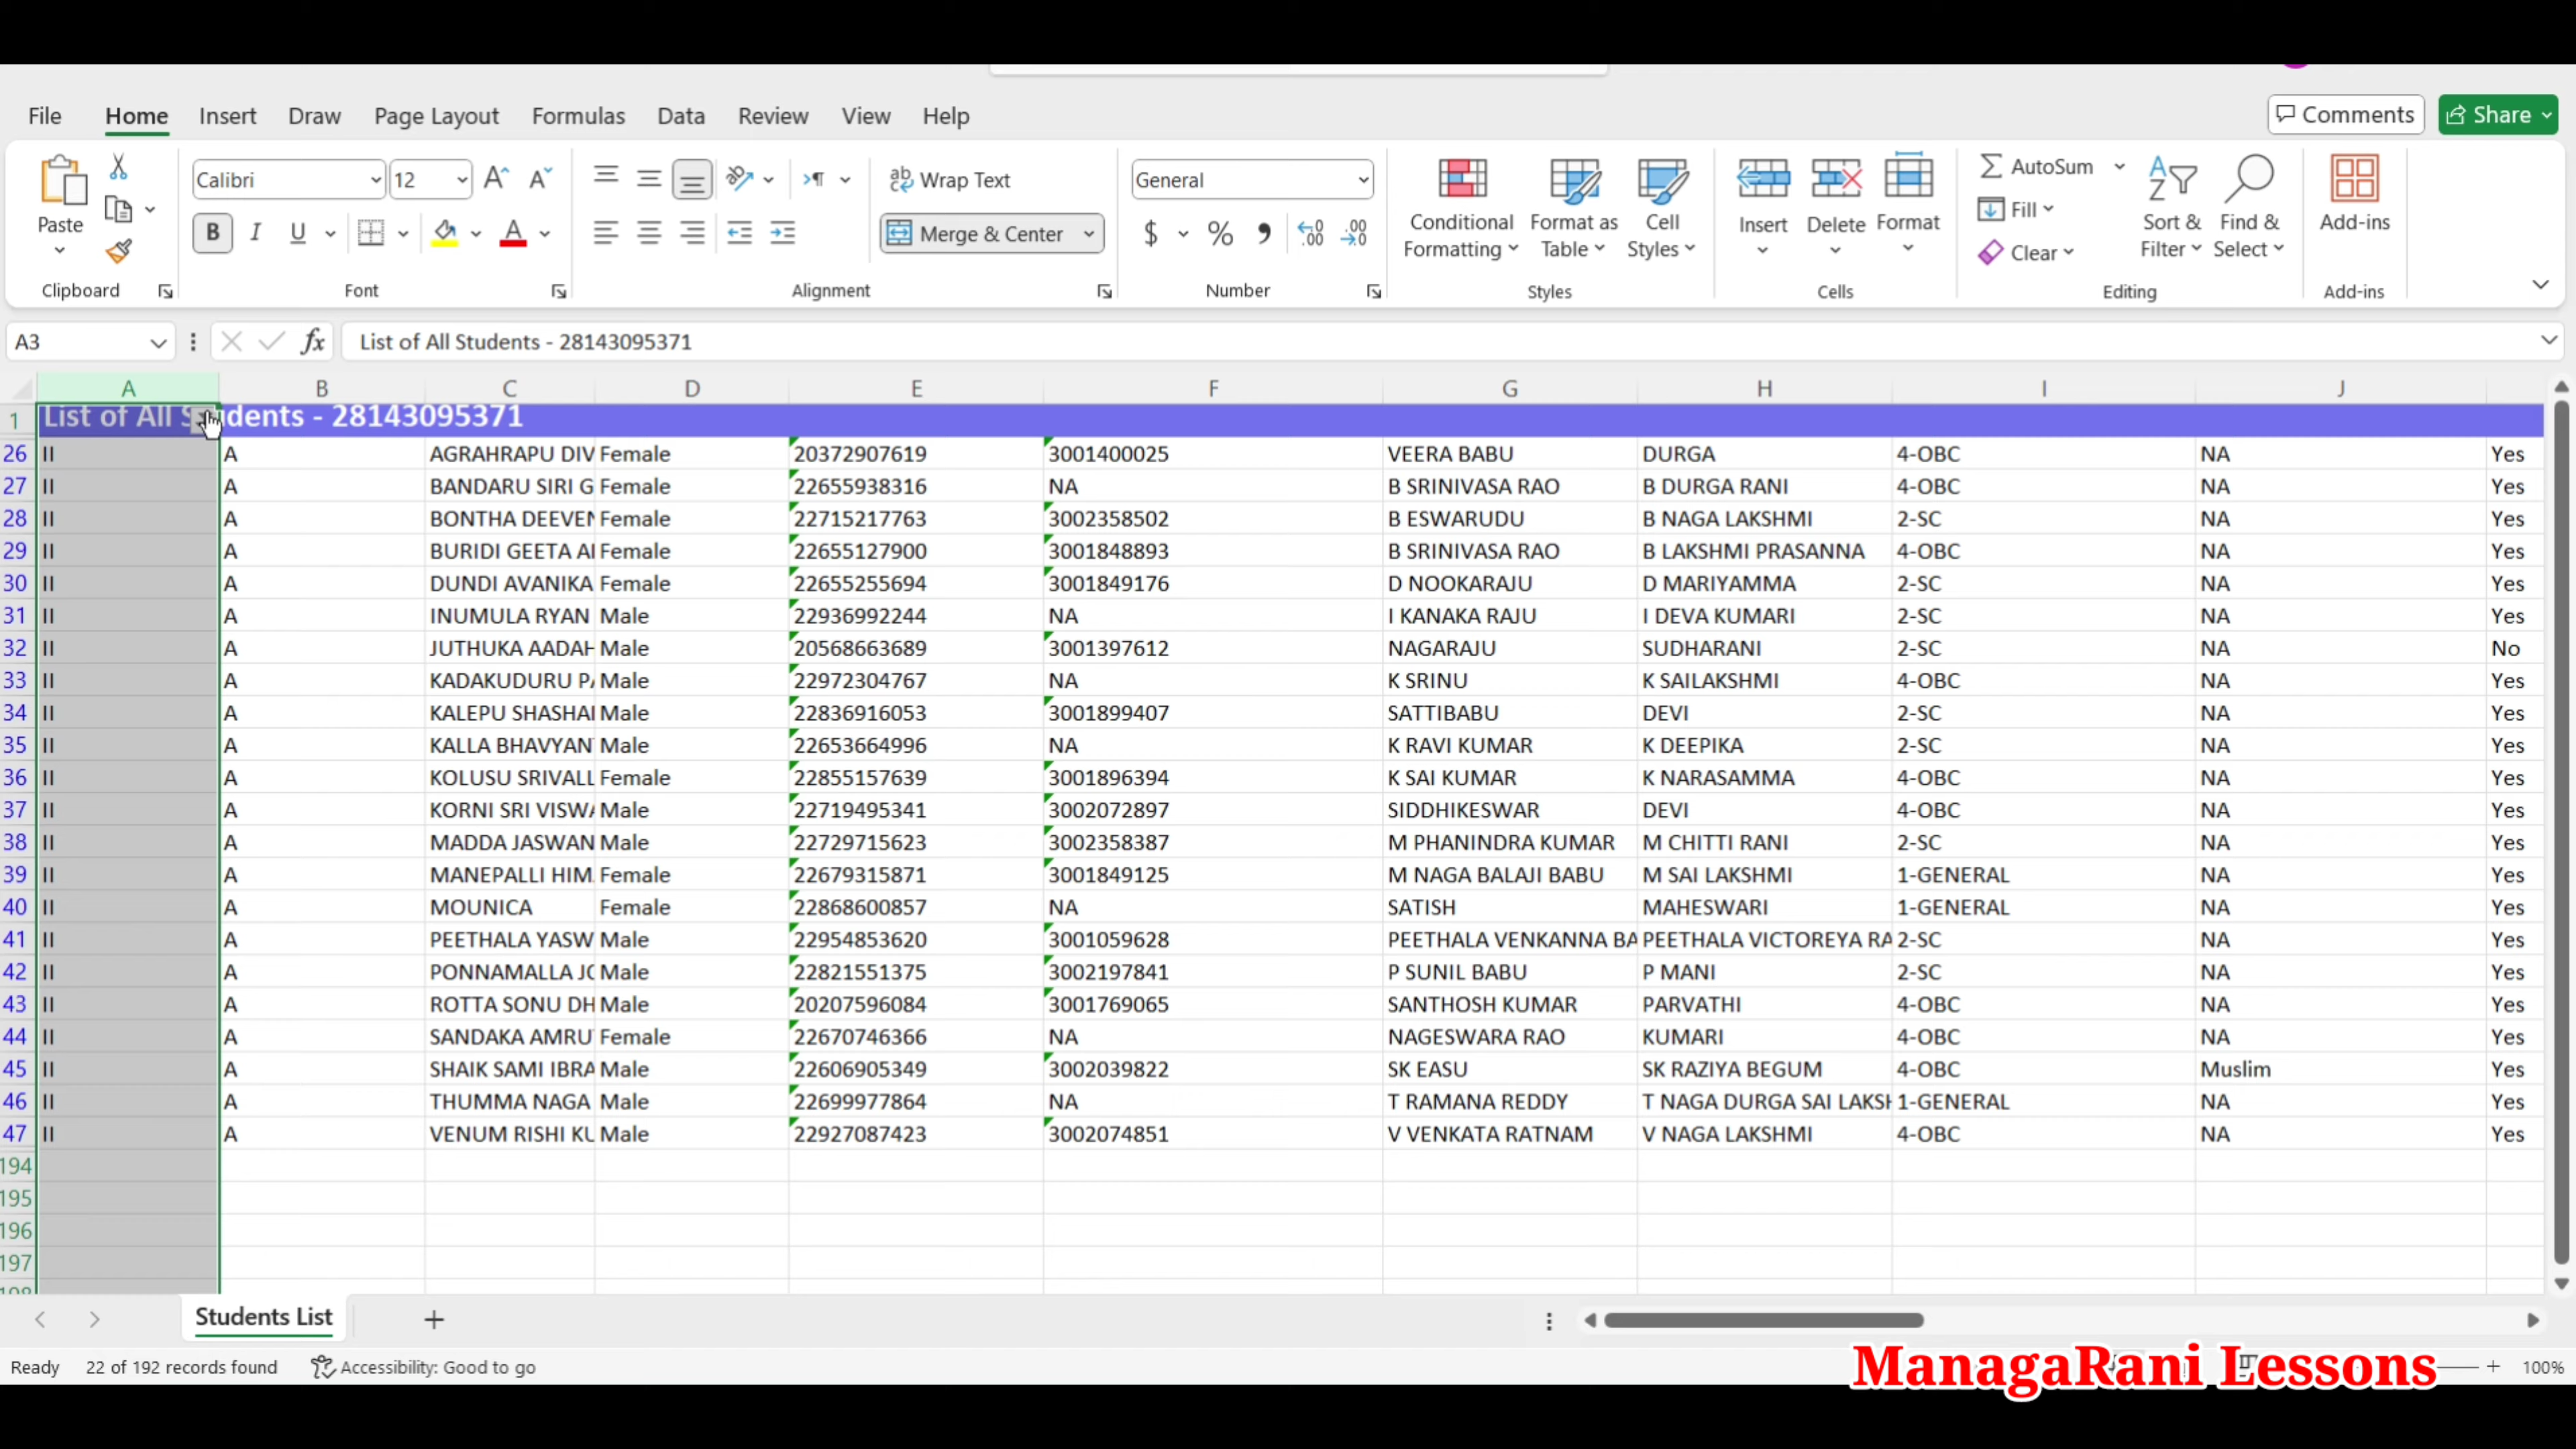 File Home Insert Draw Page Layout Formulas Data Review View Help Comments Share
Calibri 12 Wrap Text General AutoSum
Paste Conditional Format as Cell Insert Delete Format Fill Sort & Find & Add-ins
B I U A Merge & Center $ % Formatting Table Styles Clear Filter Select
Clipboard Font Alignment Number Styles Cells Editing Add-ins
A3 fx List of All Students - 28143095371
A B C D E F G H I J
1 List of All Students - 28143095371
26 II A AGRAHRAPU DIV Female 20372907619 3001400025 VEERA BABU DURGA 4-OBC NA Yes
27 II A BANDARU SIRI G Female 22655938316 NA B SRINIVASA RAO B DURGA RANI 4-OBC NA Yes
28 II A BONTHA DEEVEN Female 22715217763 3002358502 B ESWARUDU B NAGA LAKSHMI 2-SC NA Yes
29 II A BURIDI GEETA Female 22655127900 3001848893 B SRINIVASA RAO B LAKSHMI PRASANNA 4-OBC NA Yes
30 II A DUNDI AVANIKA Female 22655255694 3001849176 D NOOKARAJU D MARIYAMMA 2-SC NA Yes
31 II A INUMULA RYAN Male 22936992244 NA I KANAKA RAJU I DEVA KUMARI 2-SC NA Yes
32 II A JUTHUKA AADAH Male 20568663689 3001397612 NAGARAJU SUDHARANI 2-SC NA No
33 II A KADAKUDURU PA Male 22972304767 NA K SRINU K SAILAKSHMI 4-OBC NA Yes
34 II A KALEPU SHASHA Male 22836916053 3001899407 SATTIBABU DEVI 2-SC NA Yes
35 II A KALLA BHAVYAN Male 22653664996 NA K RAVI KUMAR K DEEPIKA 2-SC NA Yes
36 II A KOLUSU SRIVALL Female 22855157639 3001896394 K SAI KUMAR K NARASAMMA 4-OBC NA Yes
37 II A KORNI SRI VISWA Male 22719495341 3002072897 SIDDHIKESWAR DEVI 4-OBC NA Yes
38 II A MADDA JASWAN Male 22729715623 3002358387 M PHANINDRA KUMAR M CHITTI RANI 2-SC NA Yes
39 II A MANEPALLI HIM Female 22679315871 3001849125 M NAGA BALAJI BABU M SAI LAKSHMI 1-GENERAL NA Yes
40 II A MOUNICA Female 22868600857 NA SATISH MAHESWARI 1-GENERAL NA Yes
41 II A PEETHALA YASW Male 22954853620 3001059628 PEETHALA VENKANNA BA PEETHALA VICTOREYA RA 2-SC NA Yes
42 II A PONNAMALLA JO Male 22821551375 3002197841 P SUNIL BABU P MANI 2-SC NA Yes
43 II A ROTTA SONU DH Male 20207596084 3001769065 SANTHOSH KUMAR PARVATHI 4-OBC NA Yes
44 II A SANDAKA AMRU Female 22670746366 NA NAGESWARA RAO KUMARI 4-OBC NA Yes
45 II A SHAIK SAMI IBRA Male 22606905349 3002039822 SK EASU SK RAZIYA BEGUM 4-OBC Muslim Yes
46 II A THUMMA NAGA Male 22699977864 NA T RAMANA REDDY T NAGA DURGA SAI LAKSH 1-GENERAL NA Yes
47 II A VENUM RISHI KU Male 22927087423 3002074851 V VENKATA RATNAM V NAGA LAKSHMI 4-OBC NA Yes
194
195
196
197
Students List
Ready 22 of 192 records found Accessibility: Good to go 100%
ManagaRani Lessons